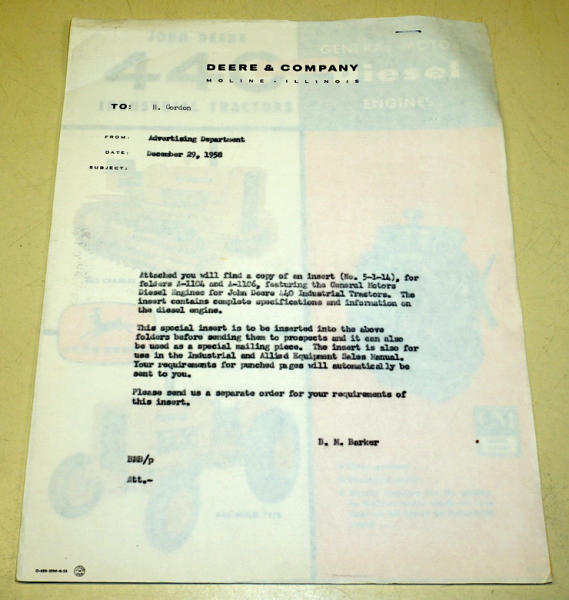 DEERE & COMPANY
MOLINE - ILLINOIS
TO: H. Gordon
FROM: Advertising Department
DATE: December 29, 1958
SUBJECT:
Attached you will find a copy of an insert (No. 5-1-14), for
folders A-1104 and A-1106, featuring the General Motors
Diesel Engines for John Deere 440 Industrial Tractors. The
insert contains complete specifications and information on
the diesel engine.
This special insert is to be inserted into the above
folders before sending them to prospects and it can also
be used as a special mailing piece. The insert is also for
use in the Industrial and Allied Equipment Sales Manual.
Your requirements for punched pages will automatically be
sent to you.
Please send us a separate order for your requirements of
this insert.
B. M. Barker
BMB/p
Att.-
JOHN DEERE
440
INDUSTRIAL TRACTORS
GENERAL MOTORS
Diesel
ENGINES
GM